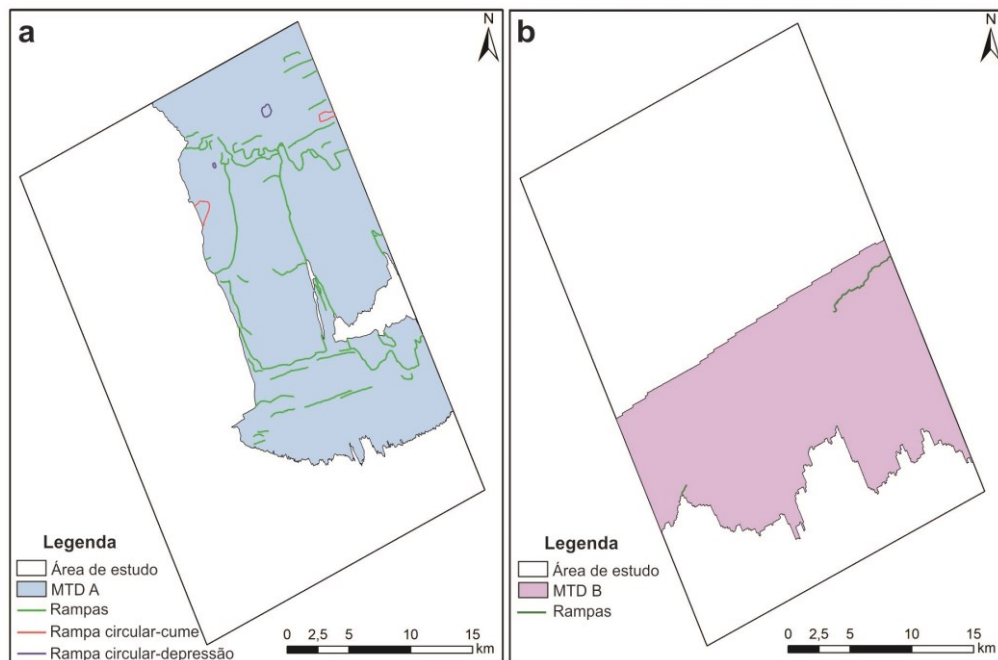 a
N
Legenda
Área de estudo
MTD A
Rampas
Rampa circular-cume
Rampa circular-depressão
0 2,5 5 10 15
km
b
N
Legenda
Área de estudo
MTD B
Rampas
0 2,5 5 10 15
km